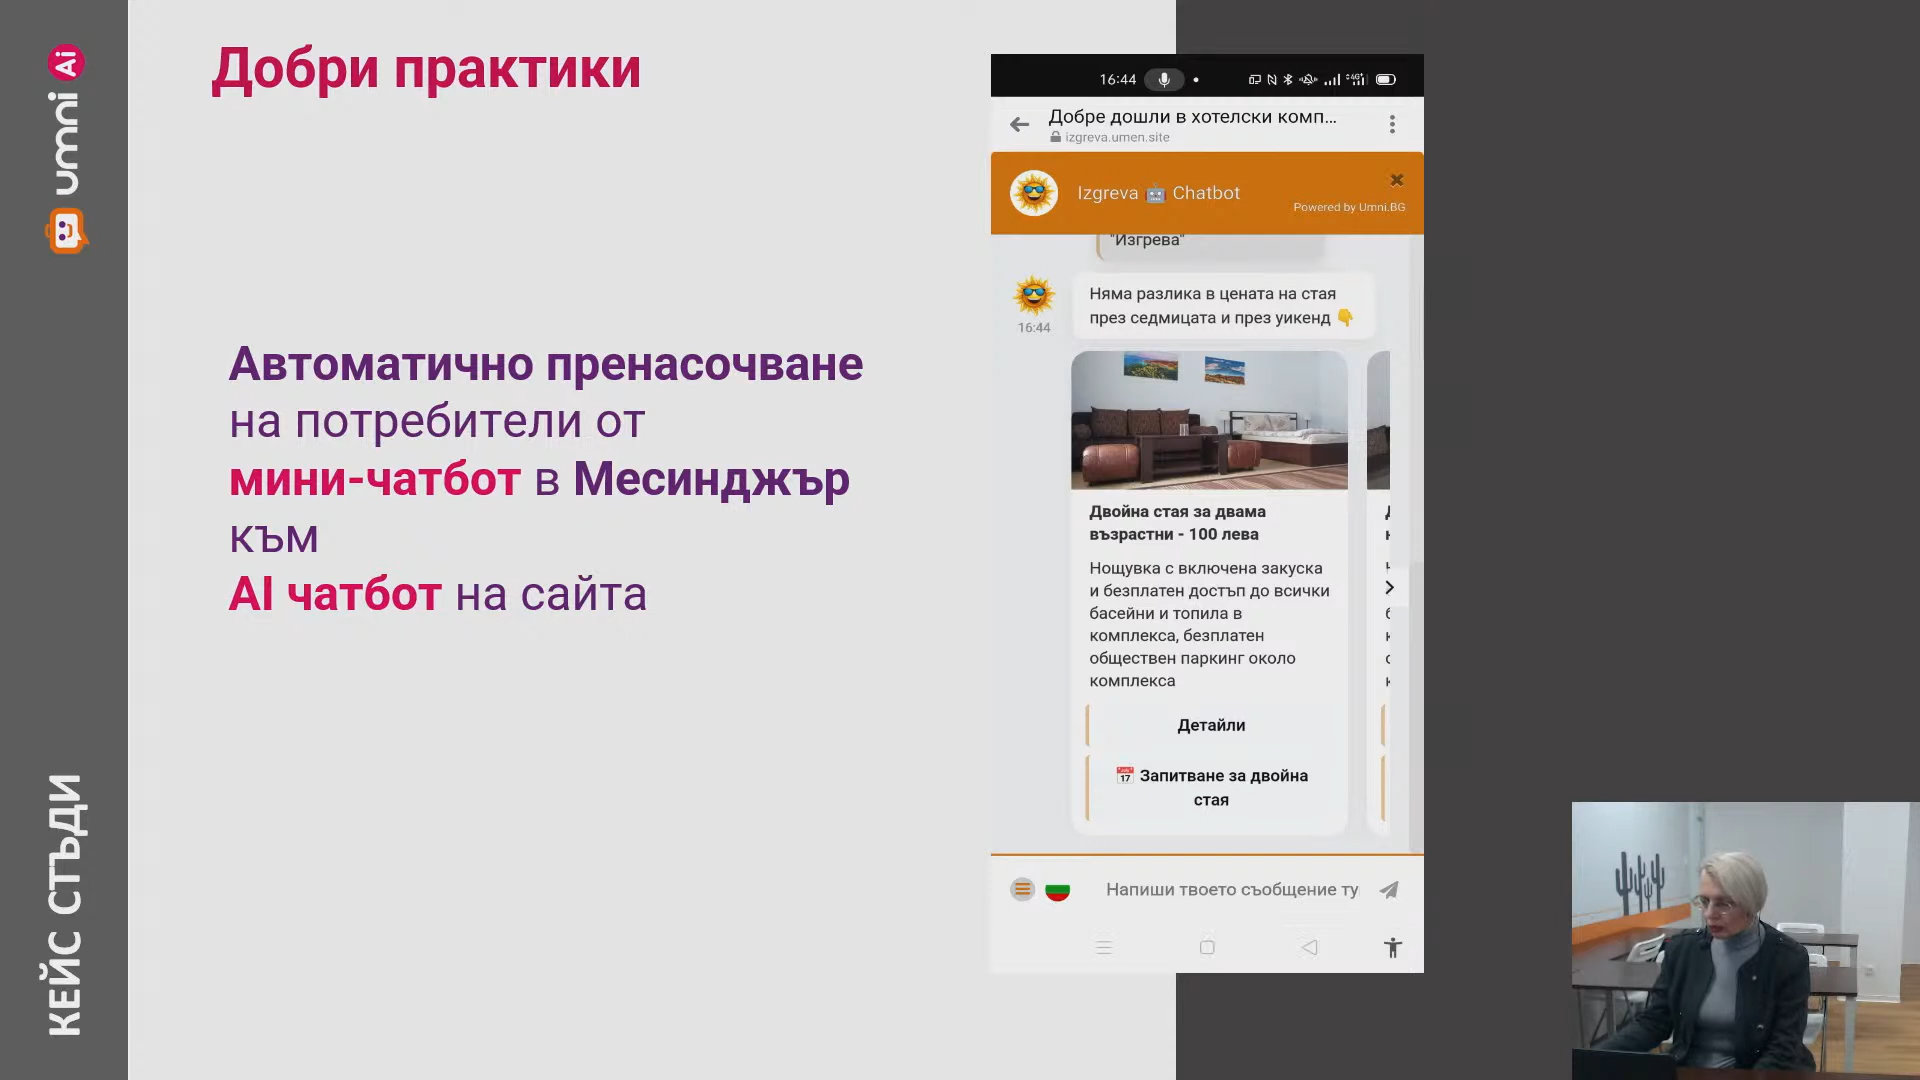 umni Ai
КЕЙС СТЪДИ
Добри практики
Автоматично пренасочване
на потребители от
мини-чатбот в Месинджър
към
AI чатбот на сайта
16:44
Добре дошли в хотелски комп...
izgreva.umen.site
Izgreva 🤖 Chatbot
Powered by Umni.BG
"Изгрева"
Няма разлика в цената на стая
през седмицата и през уикенд 👇
16:44
Двойна стая за двама
възрастни - 100 лева
Нощувка с включена закуска
и безплатен достъп до всички
басейни и топила в
комплекса, безплатен
обществен паркинг около
комплекса
Детайли
📅 Запитване за двойна
стая
Напиши твоето съобщение ту